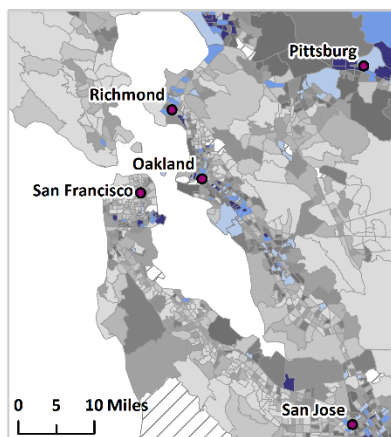 Pittsburg
Richmond
Oakland
San Francisco
San Jose
0 5 10 Miles